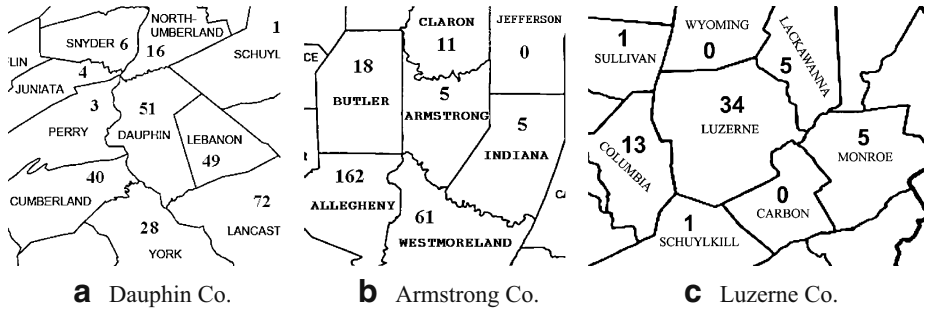 NORTH-
UMBERLAND
SNYDER 6
16
1
SCHUYL
LIN
4
JUNIATA
3
51
PERRY
DAUPHIN
LEBANON
49
40
CUMBERLAND
72
28
LANCAST
YORK
a Dauphin Co.
CLARON
JEFFERSON
11
0
CE
18
5
BUTLER
ARMSTRONG
5
INDIANA
R
162
ALLEGHENY
61
CA
WESTMORELAND
b Armstrong Co.
WYOMING
1
0
SULLIVAN
LACKAWANNA
5
34
LUZERNE
13
COLUMBIA
5
MONROE
0
CARBON
1
SCHUYLKILL
c Luzerne Co.